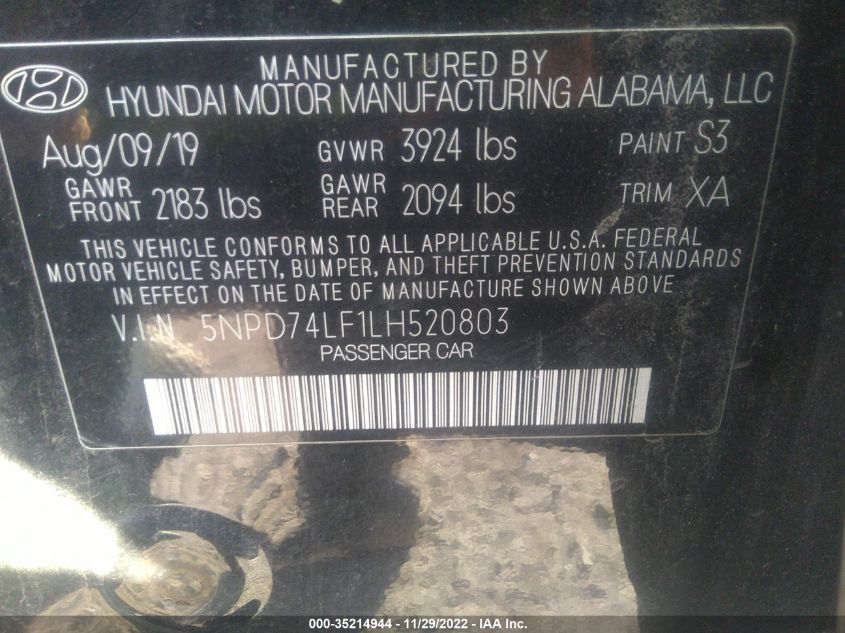 MANUFACTURED BY
HYUNDAI MOTOR MANUFACTURING ALABAMA, LLC
Aug/09/19 GVWR 3924 lbs PAINT S3
GAWR FRONT 2183 lbs GAWR REAR 2094 lbs TRIM XA
THIS VEHICLE CONFORMS TO ALL APPLICABLE U.S.A. FEDERAL
MOTOR VEHICLE SAFETY, BUMPER, AND THEFT PREVENTION STANDARDS
IN EFFECT ON THE DATE OF MANUFACTURE SHOWN ABOVE
V.I.N 5NPD74LF1LH520803
PASSENGER CAR
000-35214944 - 11/29/2022 - IAA Inc.